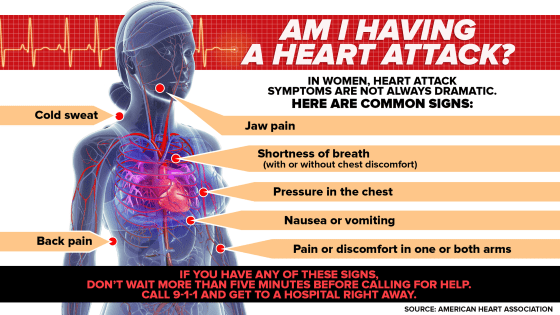 AM I HAVING
A HEART ATTACK?
IN WOMEN, HEART ATTACK
SYMPTOMS ARE NOT ALWAYS DRAMATIC.
HERE ARE COMMON SIGNS:
Cold sweat
Jaw pain
Shortness of breath
(with or without chest discomfort)
Pressure in the chest
Nausea or vomiting
Back pain
Pain or discomfort in one or both arms
IF YOU HAVE ANY OF THESE SIGNS,
DON'T WAIT MORE THAN FIVE MINUTES BEFORE CALLING FOR HELP.
CALL 9-1-1 AND GET TO A HOSPITAL RIGHT AWAY.
SOURCE: AMERICAN HEART ASSOCIATION